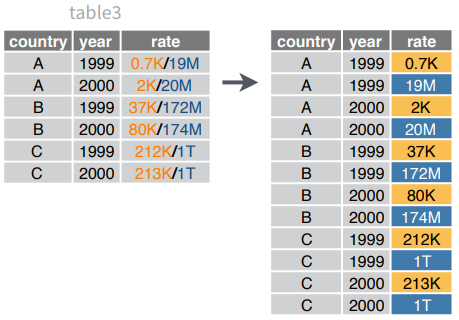 table3
country year rate
A 1999 0.7K/19M
A 2000 2K/20M
B 1999 37K/172M
B 2000 80K/174M
C 1999 212K/1T
C 2000 213K/1T
country year rate
A 1999 0.7K
A 1999 19M
A 2000 2K
A 2000 20M
B 1999 37K
B 1999 172M
B 2000 80K
B 2000 174M
C 1999 212K
C 1999 1T
C 2000 213K
C 2000 1T